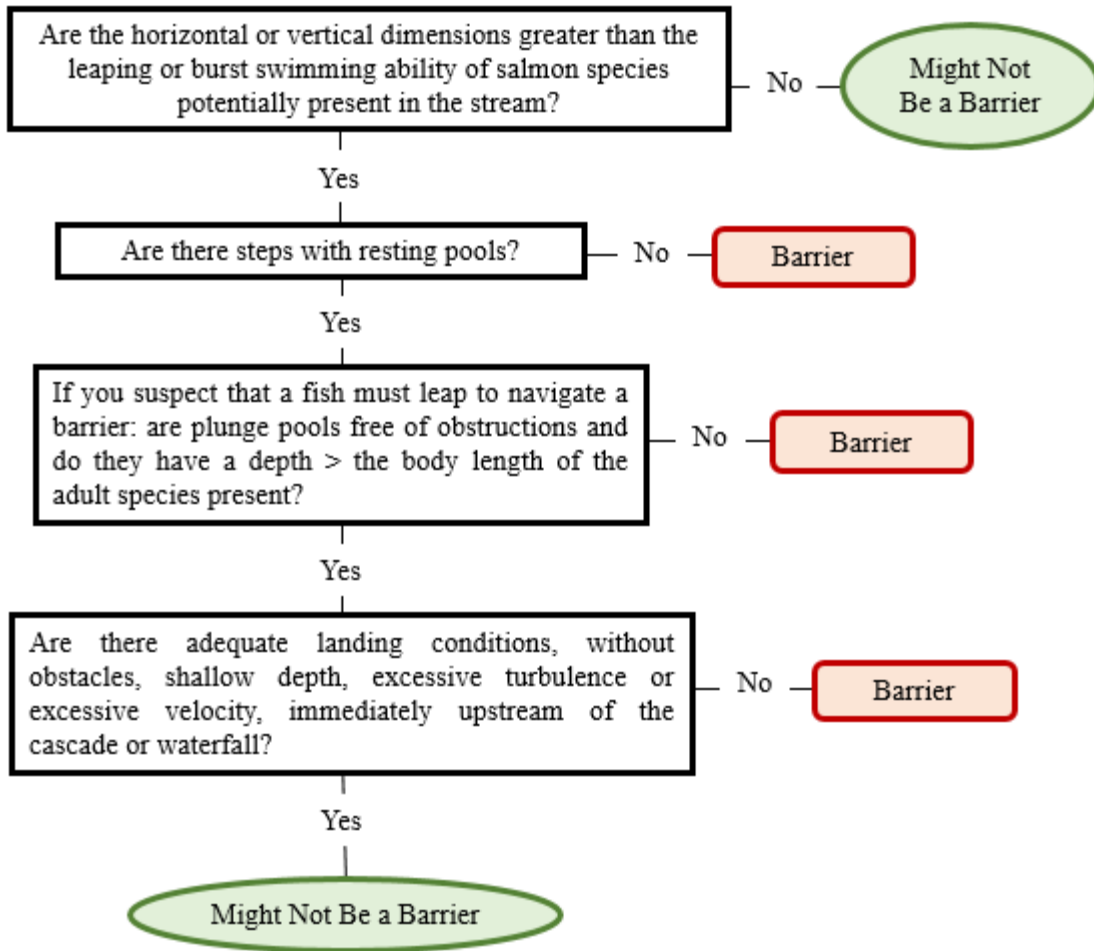 Are the horizontal or vertical dimensions greater than the
leaping or burst swimming ability of salmon species
potentially present in the stream?
No
Might Not
Be a Barrier
Yes
Are there steps with resting pools?
No
Barrier
Yes
If you suspect that a fish must leap to navigate a
barrier: are plunge pools free of obstructions and
do they have a depth > the body length of the
adult species present?
No
Barrier
Yes
Are there adequate landing conditions, without
obstacles, shallow depth, excessive turbulence or
excessive velocity, immediately upstream of the
cascade or waterfall?
No
Barrier
Yes
Might Not Be a Barrier